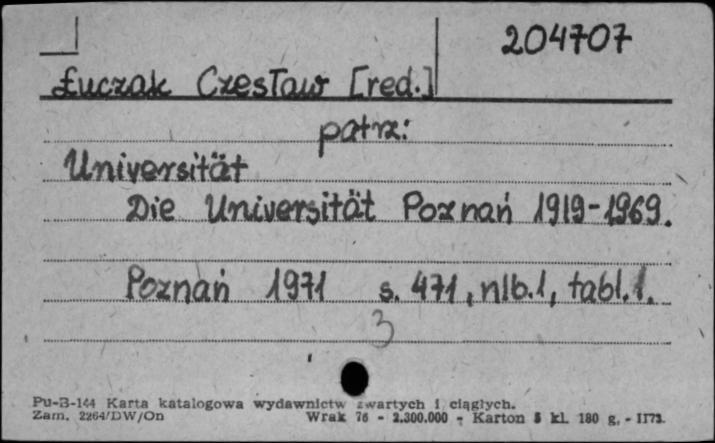 204707
Łuczak Czesław [red.]
patrz:
Universität
Die Universität Poznań 1919-1969.
Poznań 1971 s. 471, nlb.1, tabl.1.
3
Pu-B-144 Karta katalogowa wydawnictw zwartych i ciągłych.
Zam. 2264/DW/On Wrak 76 - 2.300.000 - Karton 5 kl. 180 g. - II73.